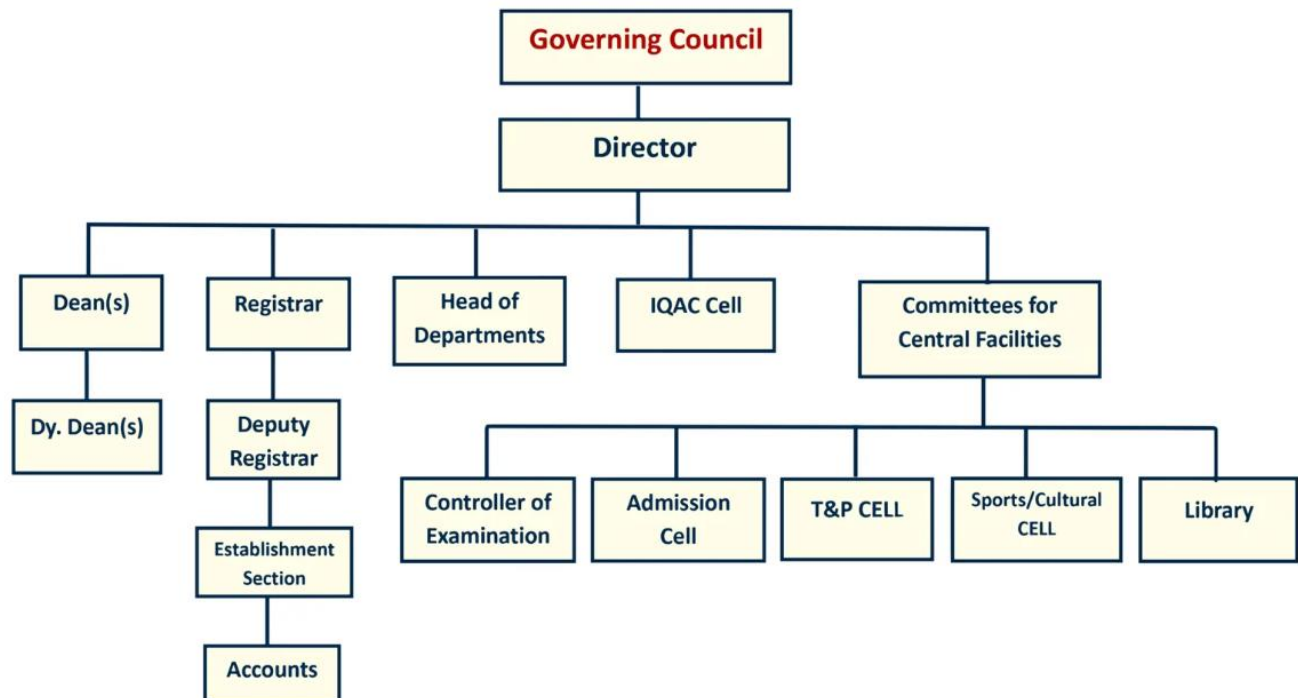 Governing Council
Director
Dean(s)
Registrar
Head of
Departments
IQAC Cell
Committees for
Central Facilities
Dy. Dean(s)
Deputy
Registrar
Establishment
Section
Accounts
Controller of
Examination
Admission
Cell
T&P CELL
Sports/Cultural
CELL
Library